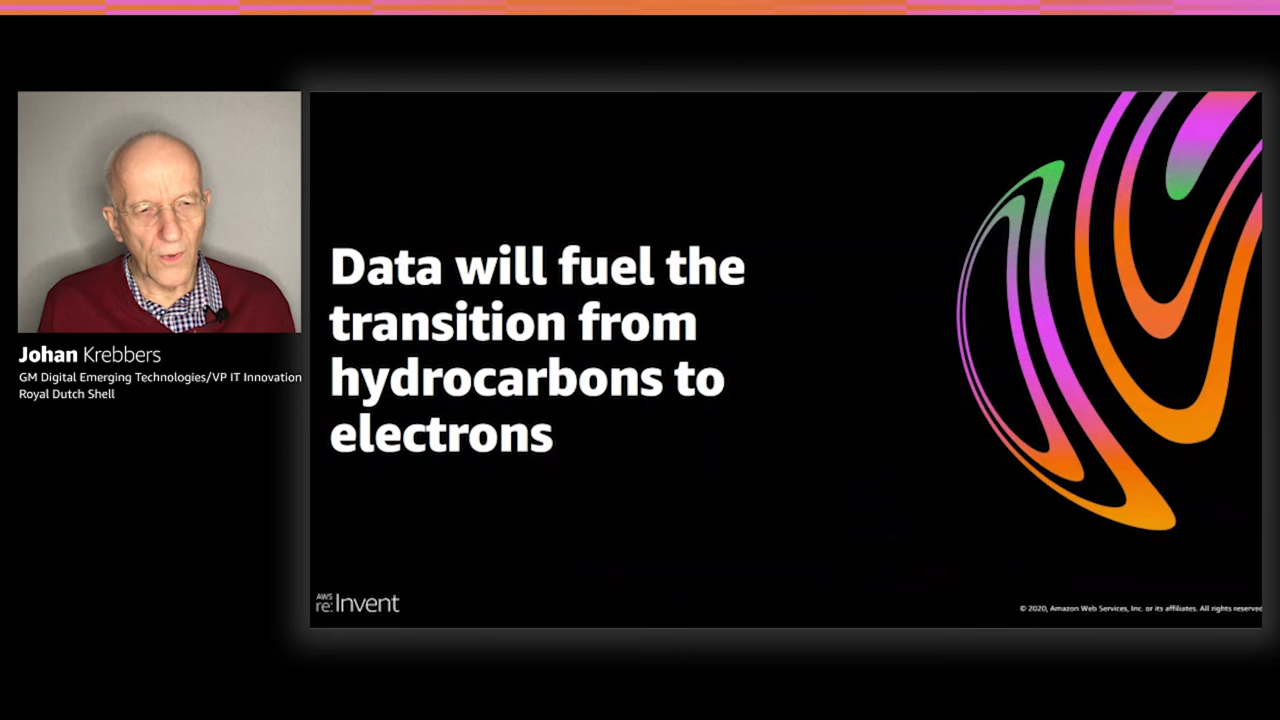 Johan Krebbers
GM Digital Emerging Technologies/VP IT Innovation
Royal Dutch Shell
Data will fuel the
transition from
hydrocarbons to
electrons
AWS
re:Invent
© 2020, Amazon Web Services, Inc. or its affiliates. All rights reserved